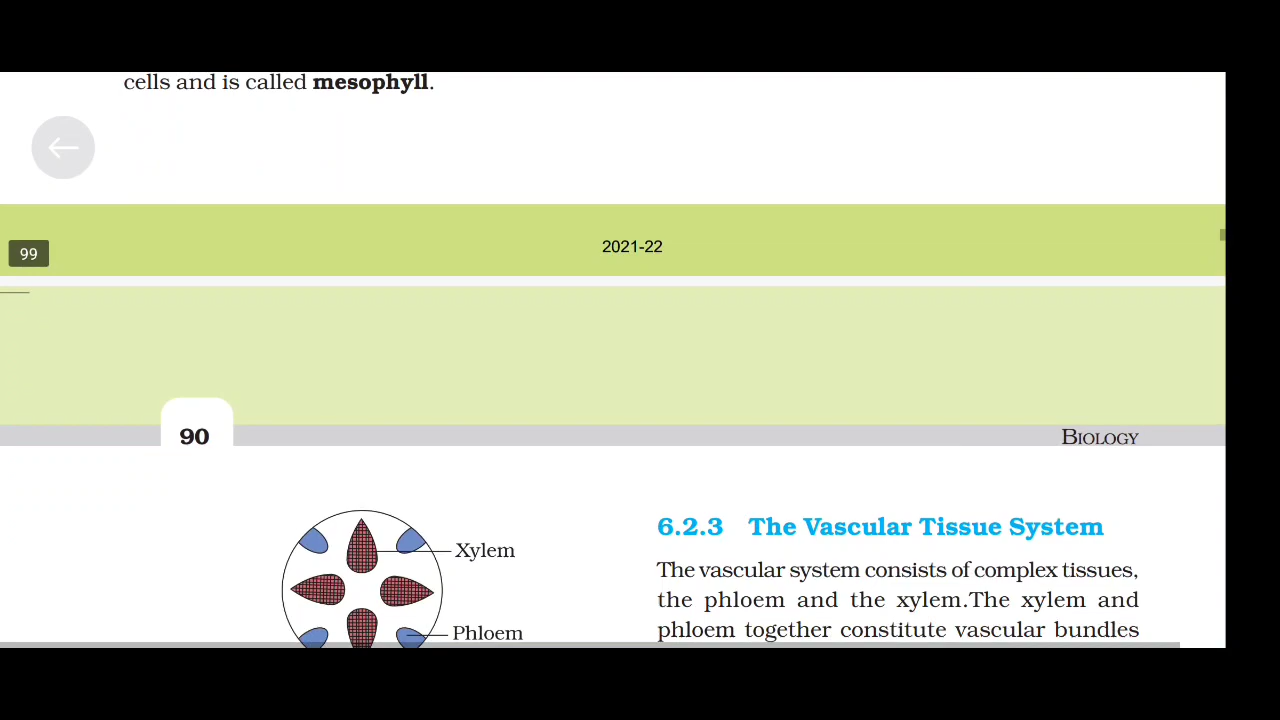 cells and is called mesophyll.
99
2021-22
90
BIOLOGY
Xylem
Phloem
6.2.3 The Vascular Tissue System
The vascular system consists of complex tissues,
the phloem and the xylem.The xylem and
phloem together constitute vascular bundles